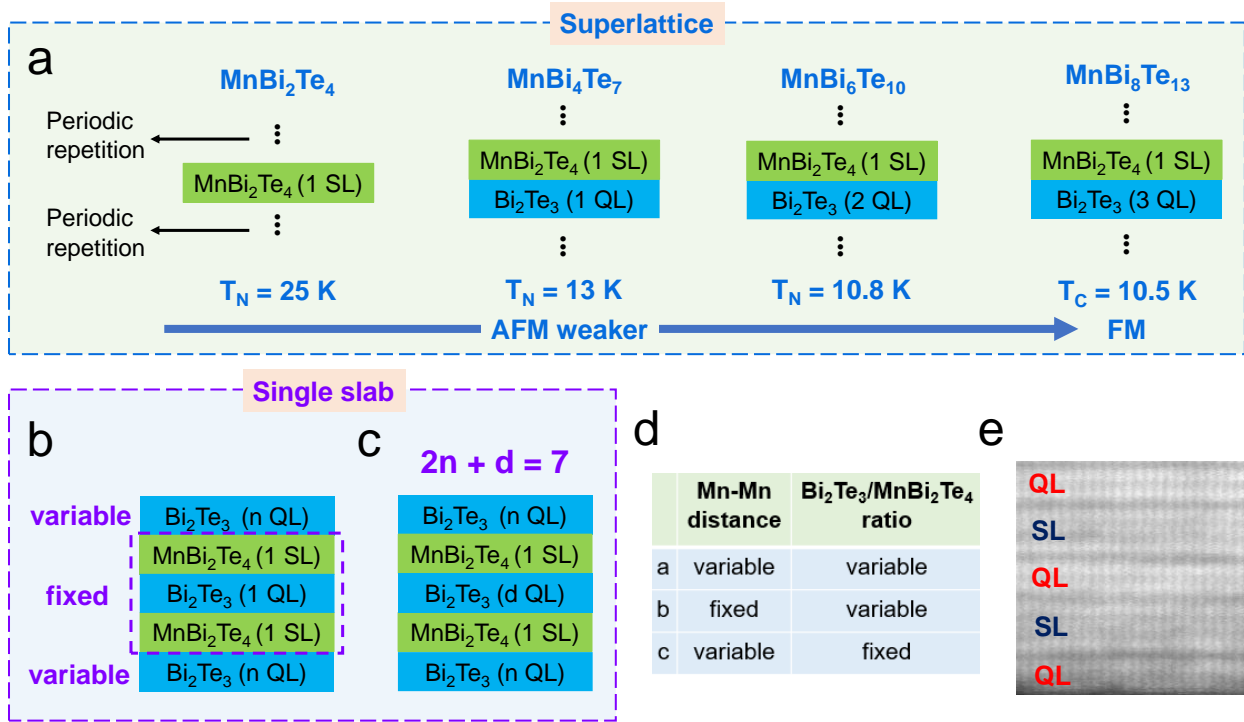 Superlattice
a
MnBi₂Te₄
MnBi₄Te₇
MnBi₆Te₁₀
MnBi₈Te₁₃
Periodic
repetition
MnBi₂Te₄ (1 SL)
MnBi₂Te₄ (1 SL)
Bi₂Te₃ (1 QL)
MnBi₂Te₄ (1 SL)
Bi₂Te₃ (2 QL)
MnBi₂Te₄ (1 SL)
Bi₂Te₃ (3 QL)
Periodic
repetition
T_N = 25 K
T_N = 13 K
T_N = 10.8 K
T_C = 10.5 K
AFM weaker
FM
Single slab
b
variable
fixed
variable
Bi₂Te₃ (n QL)
MnBi₂Te₄ (1 SL)
Bi₂Te₃ (1 QL)
MnBi₂Te₄ (1 SL)
Bi₂Te₃ (n QL)
c
2n + d = 7
Bi₂Te₃ (n QL)
MnBi₂Te₄ (1 SL)
Bi₂Te₃ (d QL)
MnBi₂Te₄ (1 SL)
Bi₂Te₃ (n QL)
d
Mn-Mn distance Bi₂Te₃/MnBi₂Te₄ ratio
a variable variable
b fixed variable
c variable fixed
e
QL
SL
QL
SL
QL